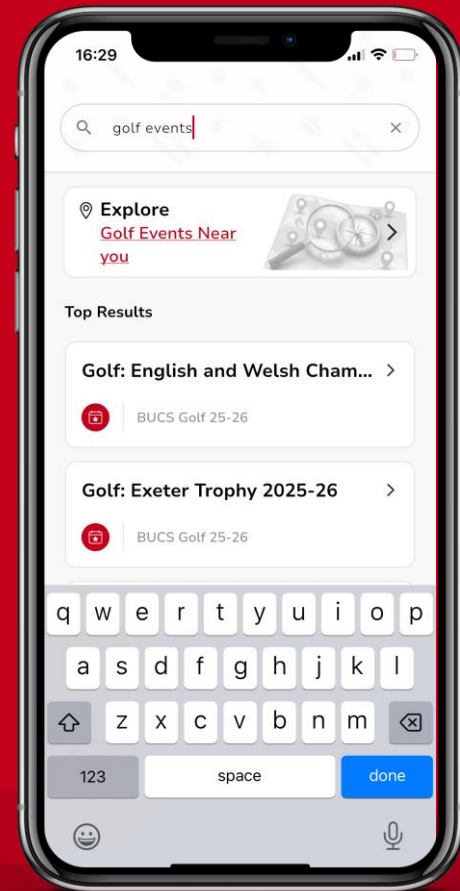 16:29
golf events
Explore
Golf Events Near
you
Top Results
Golf: English and Welsh Cham...
BUCS Golf 25-26
Golf: Exeter Trophy 2025-26
BUCS Golf 25-26
q w e r t y u i o p
a s d f g h j k l
z x c v b n m
123 space done